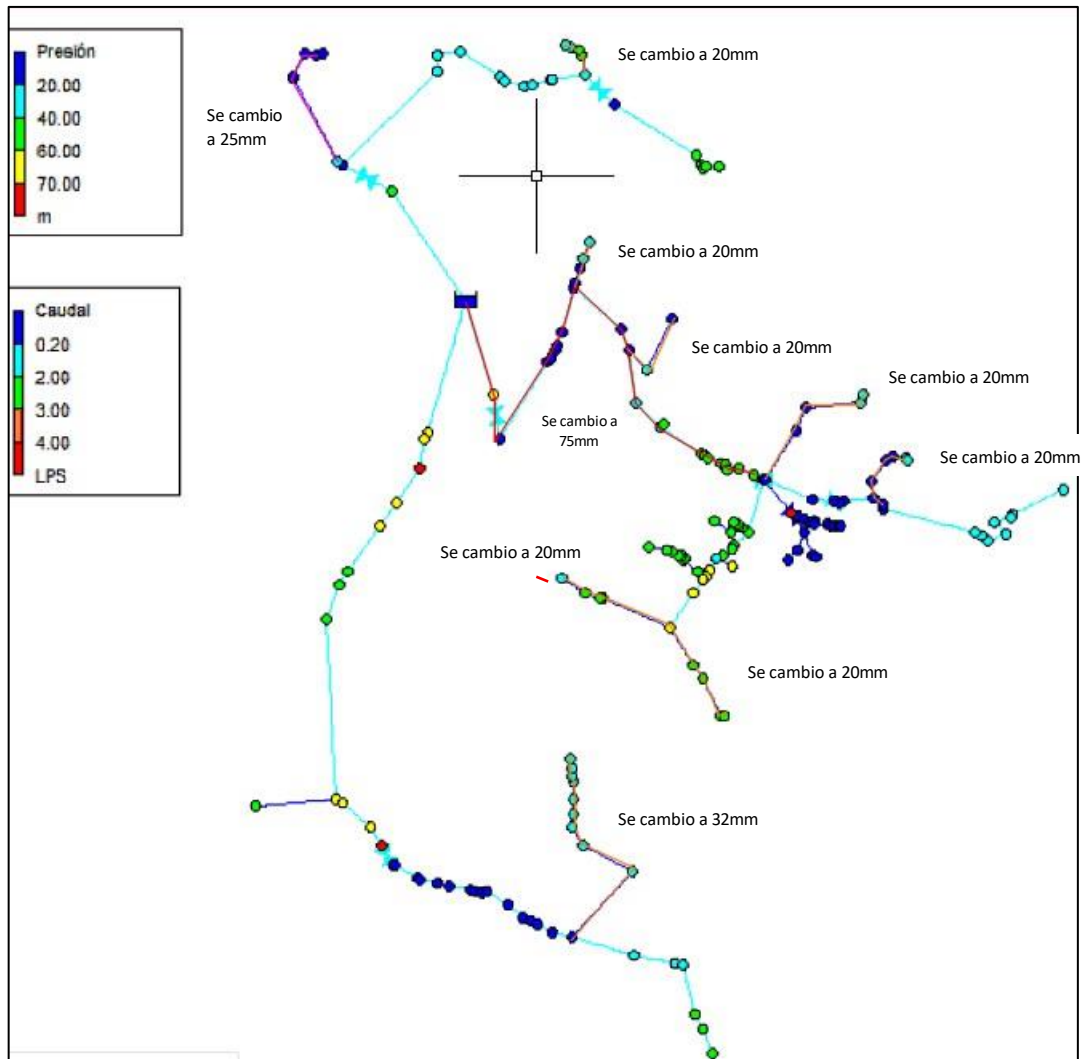 Presión
20.00
40.00
60.00
70.00
m
Caudal
0.20
2.00
3.00
4.00
LPS
Se cambio a 20mm
Se cambio
a 25mm
Se cambio a 20mm
Se cambio a 20mm
Se cambio a 20mm
Se cambio a
75mm
Se cambio a 20mm
Se cambio a 20mm
Se cambio a 20mm
Se cambio a 32mm